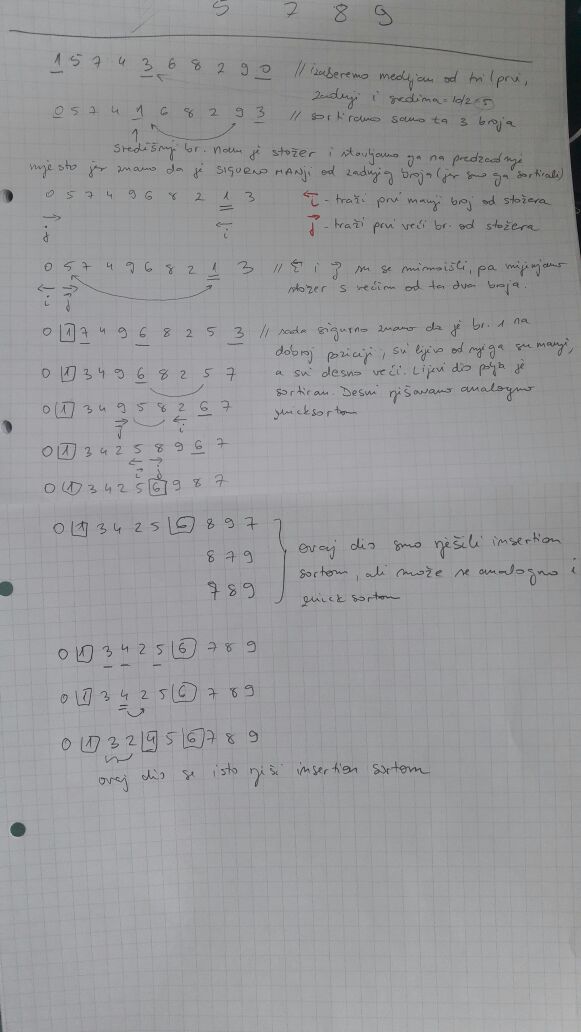 5 7 8 9
1 5 7 4 3 6 8 2 9 0 // izaberemo medijan od tri (prvi,
zadnji i sredina = 10/2 = 5)
0 5 7 4 1 6 8 2 9 3 // sortiramo samo ta 3 broja
Središnji br. nam je stožer i stavljamo ga na predzadnje
mjesto jer znamo da je SIGURNO MANJI od zadnjeg broja (jer smo ga sortirali)
0 5 7 4 9 6 8 2 1 3 i - traži prvi manji broj od stožera
j i j - traži prvi veći br. od stožera
0 5 7 4 9 6 8 2 1 3 // i i j su se mimoišli, pa mijenjamo
i j stožer s većim od ta dva broja.
0 1 7 4 9 6 8 2 5 3 // sada sigurno znamo da je br. 1 na
dobroj poziciji, svi lijevo od njega su manji,
0 1 3 4 9 6 8 2 5 7 a svi desno veći. Lijevi dio polja je
sortiran. Desni rješavamo analogno
0 1 3 4 9 5 8 2 6 7 quicksortom
j i
0 1 3 4 2 5 8 9 6 7
i j
0 1 3 4 2 5 6 9 8 7
0 1 3 4 2 5 6 8 9 7
ovaj dio smo riješili insertion
8 7 9
sortom, ali može se analogno i
7 8 9
quick sortom
0 1 3 4 2 5 6 7 8 9
0 1 3 4 2 5 6 7 8 9
0 1 3 2 4 5 6 7 8 9
ovaj dio se isto riješi insertion sortom